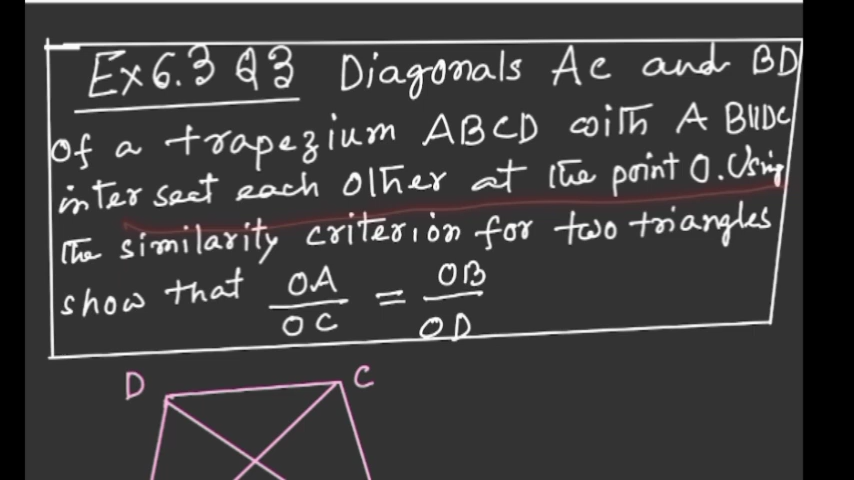 Ex6.3 Q3 Diagonals AC and BD
of a trapezium ABCD with AB||DC
intersect each other at the point O. Using
the similarity criterion for two triangles
show that OA/OC = OB/OD
D C